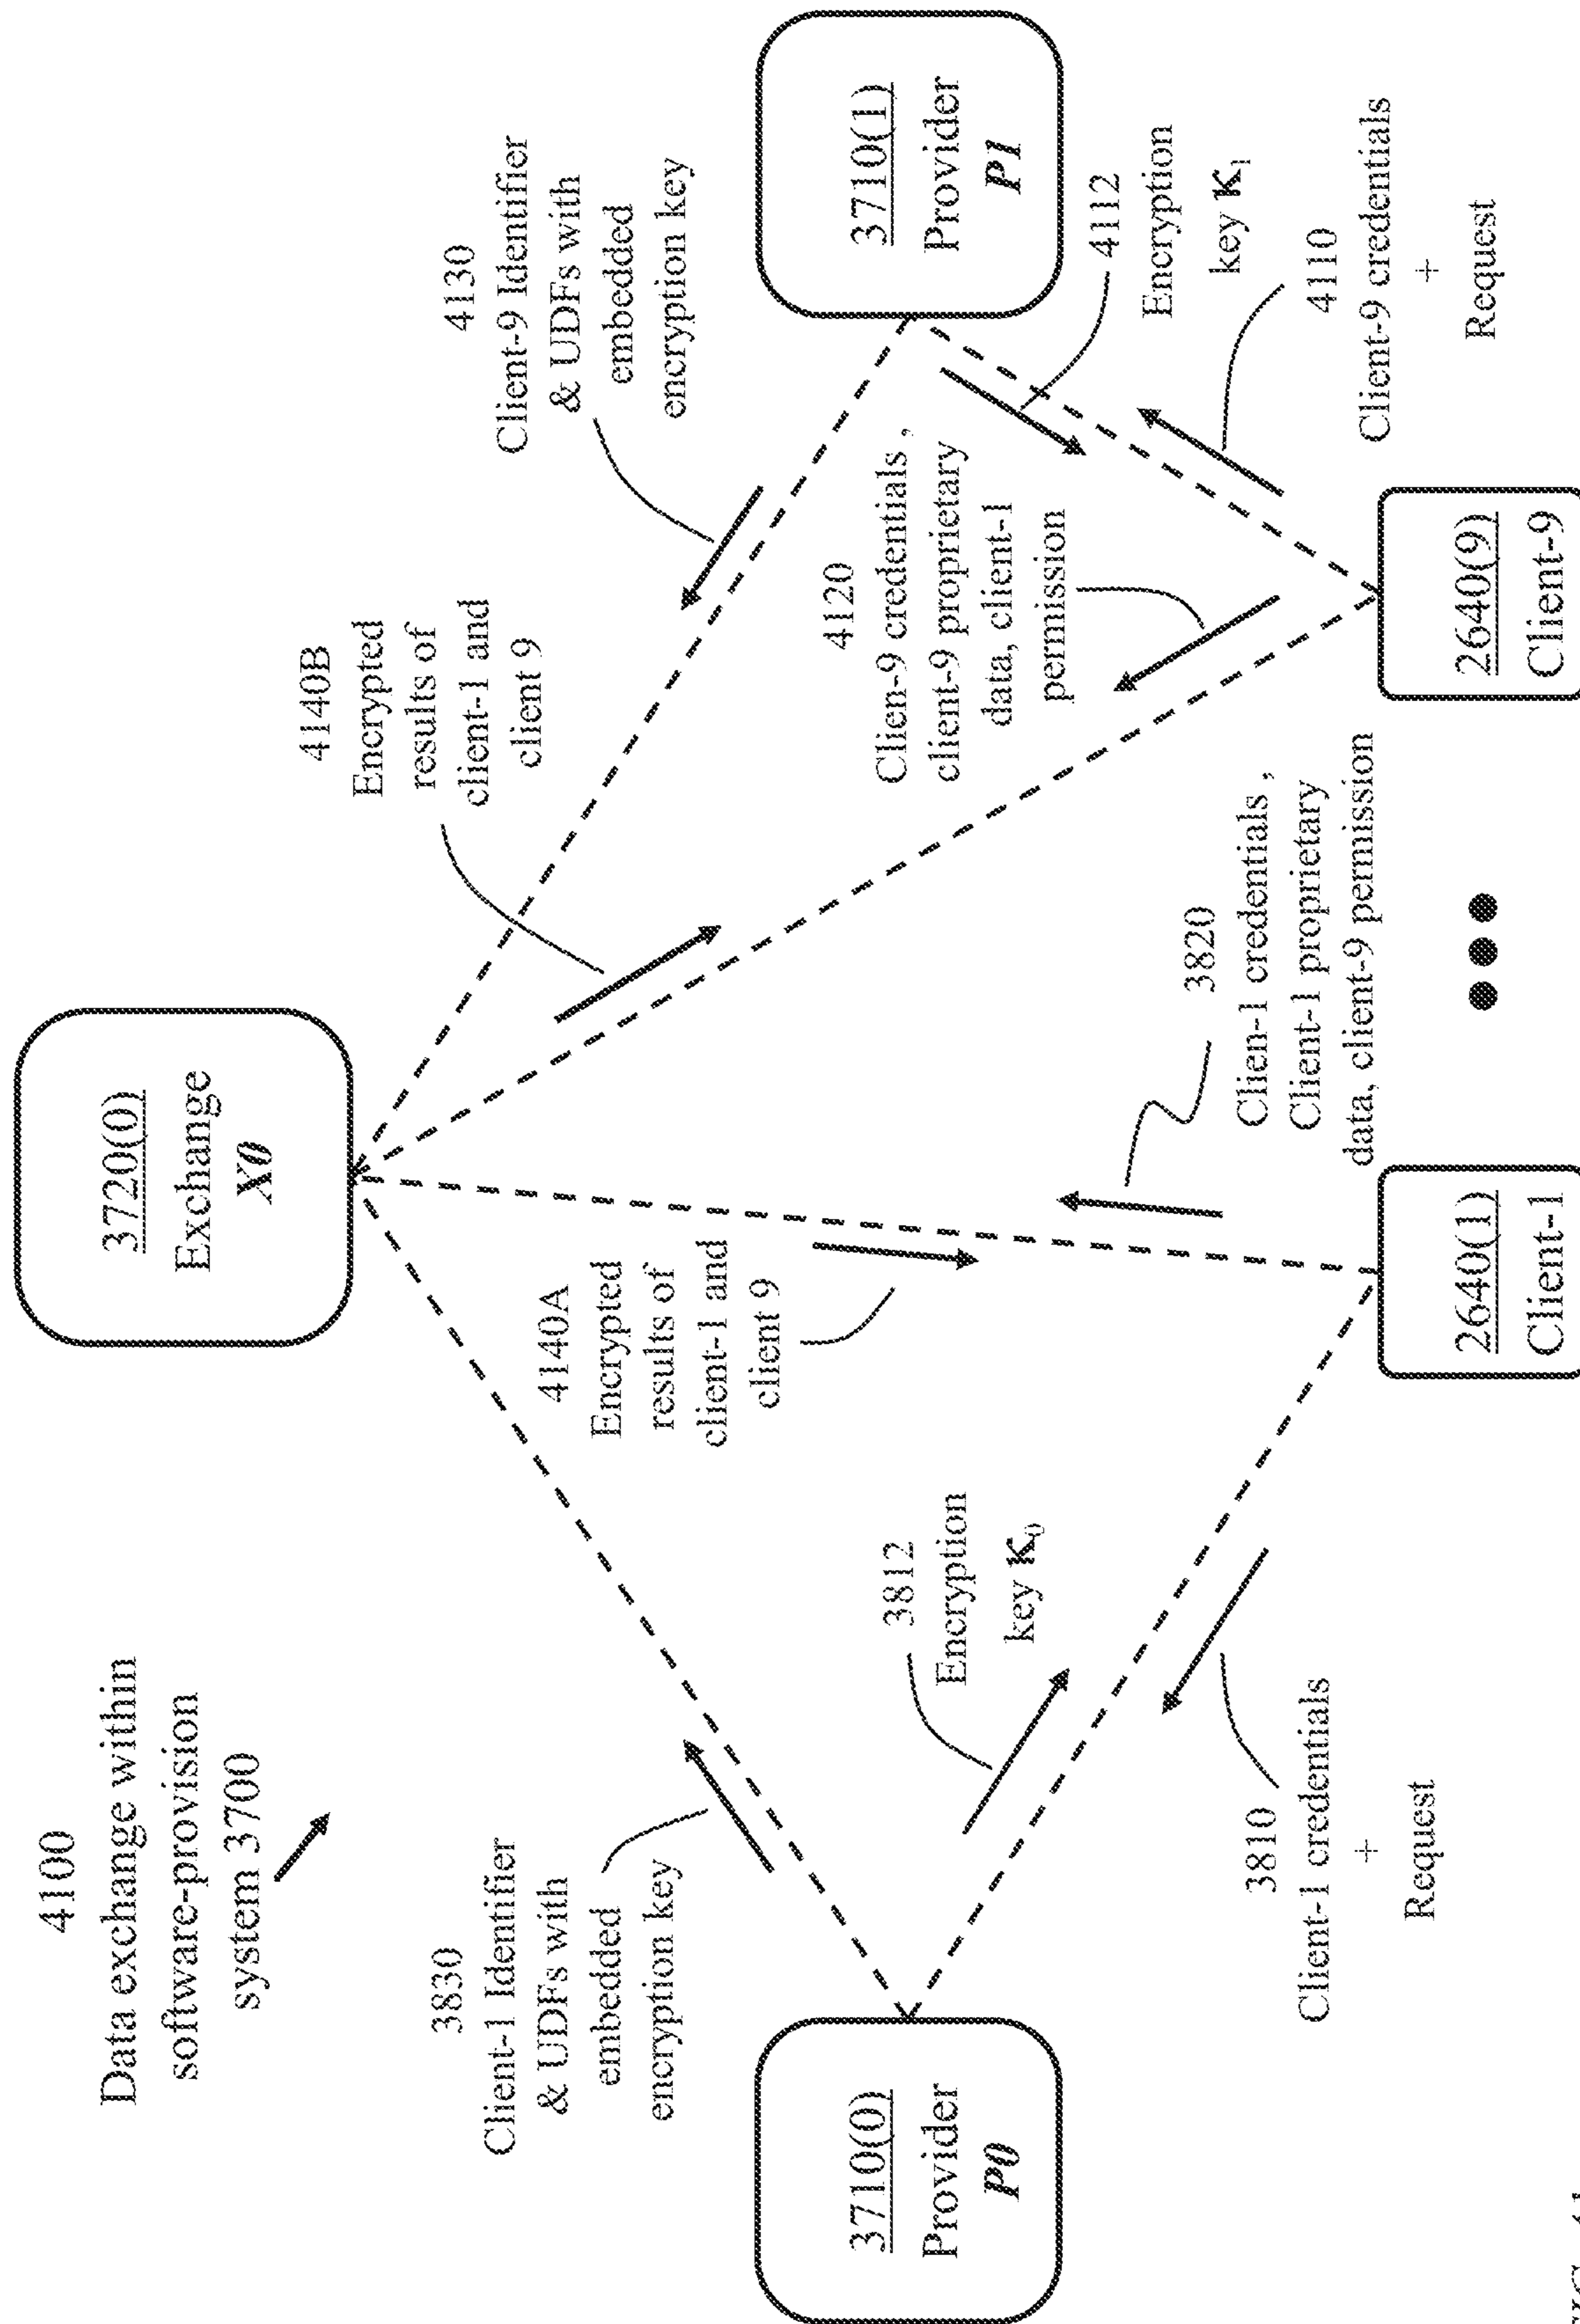 4100
Data exchange within
software-provision
system 3700
3720(0)
Exchange
X0
3830
Client-1 Identifier
& UDFs with
embedded
encryption key
4140A
Encrypted
results of
client-1 and
client 9
4140B
Encrypted
results of
client-1 and
client 9
4130
Client-9 Identifier
& UDFs with
embedded
encryption key
3710(0)
Provider
P0
3812
Encryption
key K0
3810
Client-1 credentials
+
Request
3820
Clien-1 credentials ,
Client-1 proprietary
data, client-9 permission
4120
Clien-9 credentials ,
client-9 proprietary
data, client-1
permission
3710(1)
Provider
P1
4112
Encryption
key K1
4110
Client-9 credentials
+
Request
2640(1)
Client-1
2640(9)
Client-9